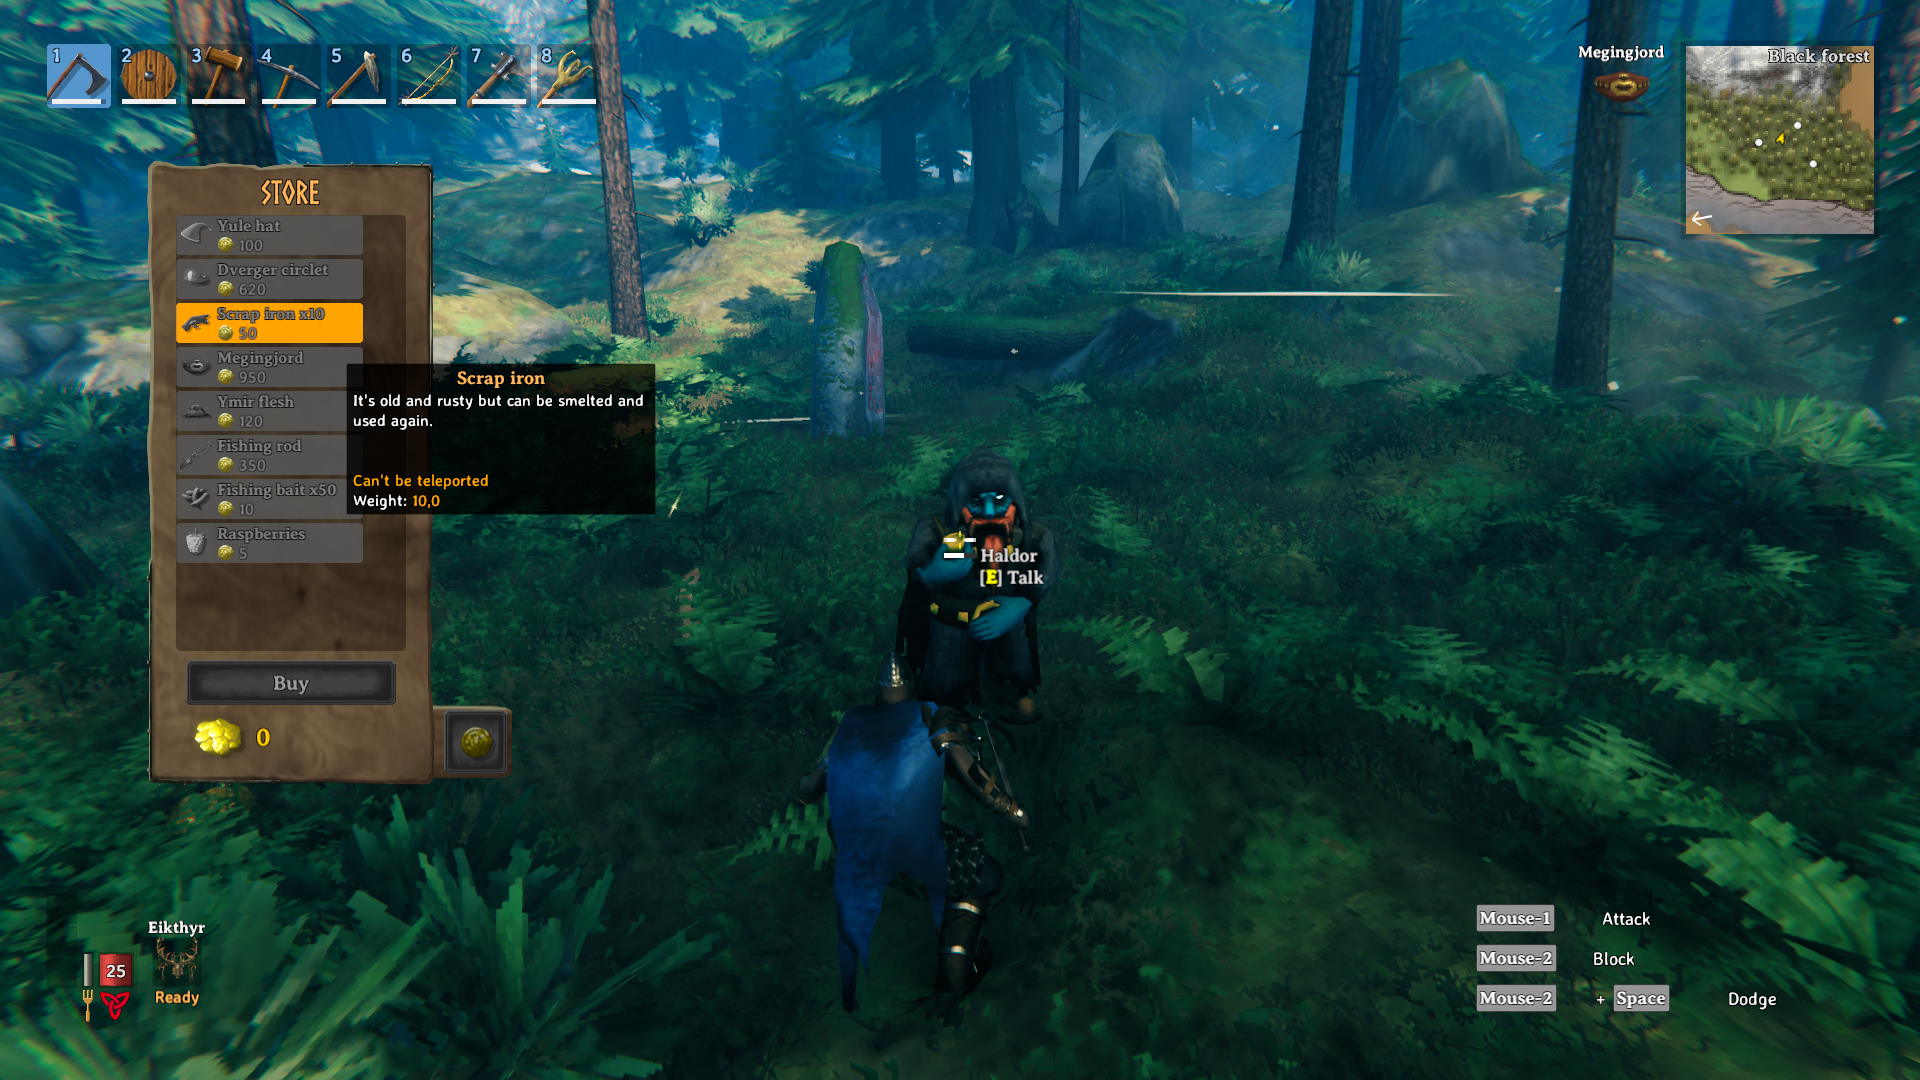 1
2
3
4
5
6
7
8
Megingjord
Black forest
STORE
Yule hat
100
Dverger circlet
620
Scrap iron x10
50
Megingjord
950
Ymir flesh
120
Fishing rod
350
Fishing bait x50
10
Raspberries
5
Scrap iron
It's old and rusty but can be smelted and
used again.
Can't be teleported
Weight: 10,0
Haldor
[E] Talk
Buy
0
Eikthyr
25
Ready
Mouse-1 Attack
Mouse-2 Block
Mouse-2 + Space Dodge